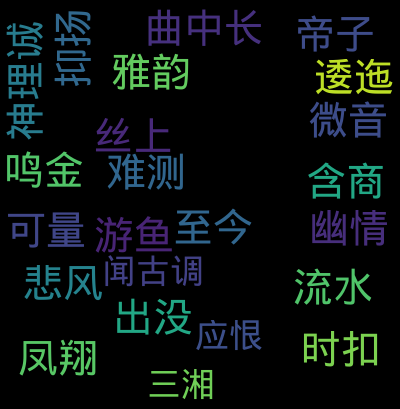 曲中长
帝子
神理诚
抑扬
雅韵
逶迤
微音
丝上
鸣金
难测
含商
可量
游鱼
至今
幽情
悲风
闻古调
流水
出没
应恨
时扣
凤翔
三湘